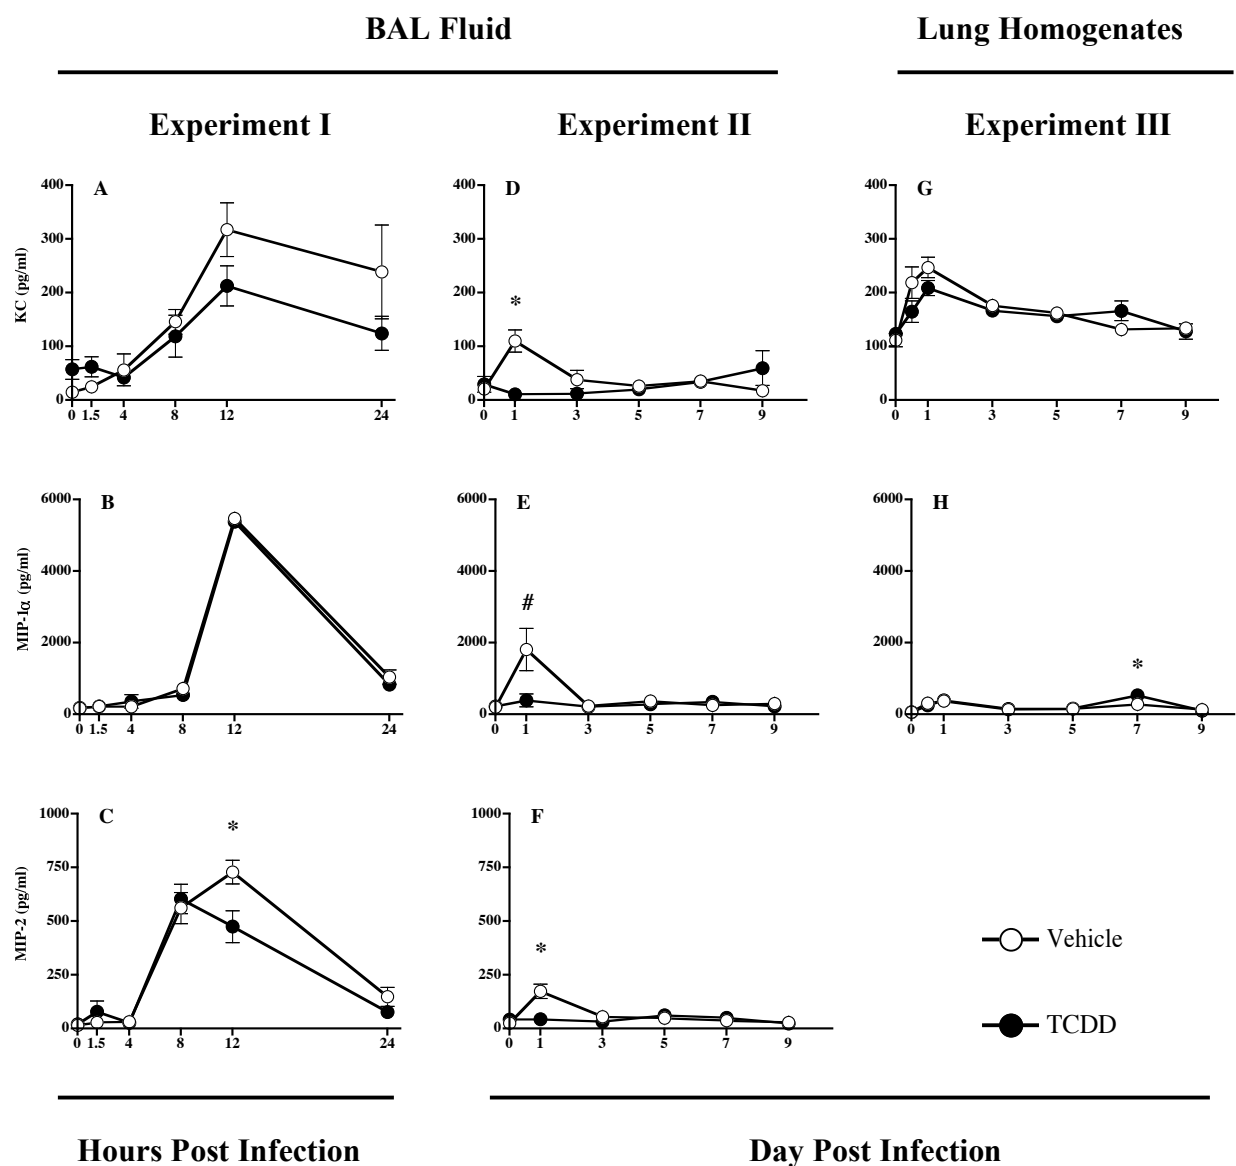 BAL Fluid
Lung Homogenates
Experiment I
Experiment II
Experiment III
A
KC (pg/ml)
400
300
200
100
0
0 1.5 4 8 12 24
D
400
300
200
100
0
*
0 1 3 5 7 9
G
400
300
200
100
0
0 1 3 5 7 9
B
MIP-1α (pg/ml)
6000
4000
2000
0
0 1.5 4 8 12 24
E
6000
4000
2000
0
#
0 1 3 5 7 9
H
6000
4000
2000
0
*
0 1 3 5 7 9
C
MIP-2 (pg/ml)
1000
750
500
250
0
*
0 1.5 4 8 12 24
F
1000
750
500
250
0
*
0 1 3 5 7 9
Vehicle
TCDD
Hours Post Infection
Day Post Infection